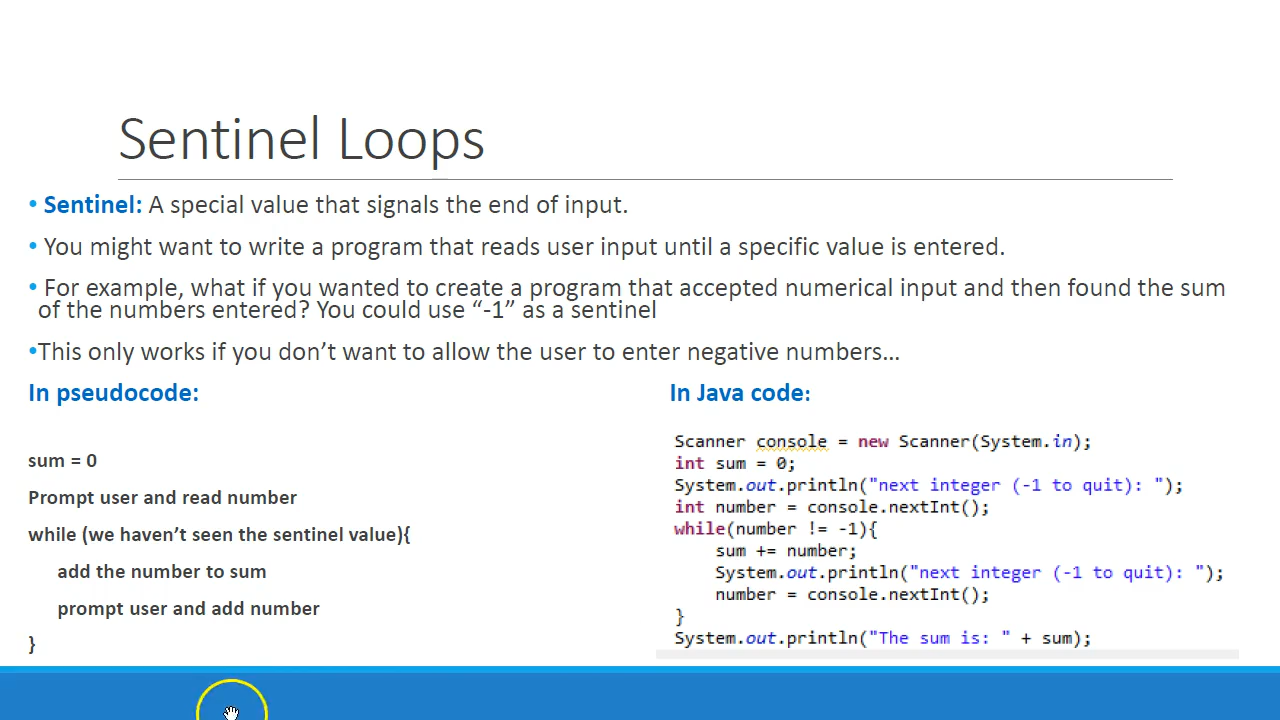 Sentinel Loops
• Sentinel: A special value that signals the end of input.
• You might want to write a program that reads user input until a specific value is entered.
• For example, what if you wanted to create a program that accepted numerical input and then found the sum
of the numbers entered? You could use “-1” as a sentinel
•This only works if you don’t want to allow the user to enter negative numbers…
In pseudocode:
sum = 0
Prompt user and read number
while (we haven’t seen the sentinel value){
add the number to sum
prompt user and add number
}
In Java code:
Scanner console = new Scanner(System.in);
int sum = 0;
System.out.println("next integer (-1 to quit): ");
int number = console.nextInt();
while(number != -1){
sum += number;
System.out.println("next integer (-1 to quit): ");
number = console.nextInt();
}
System.out.println("The sum is: " + sum);